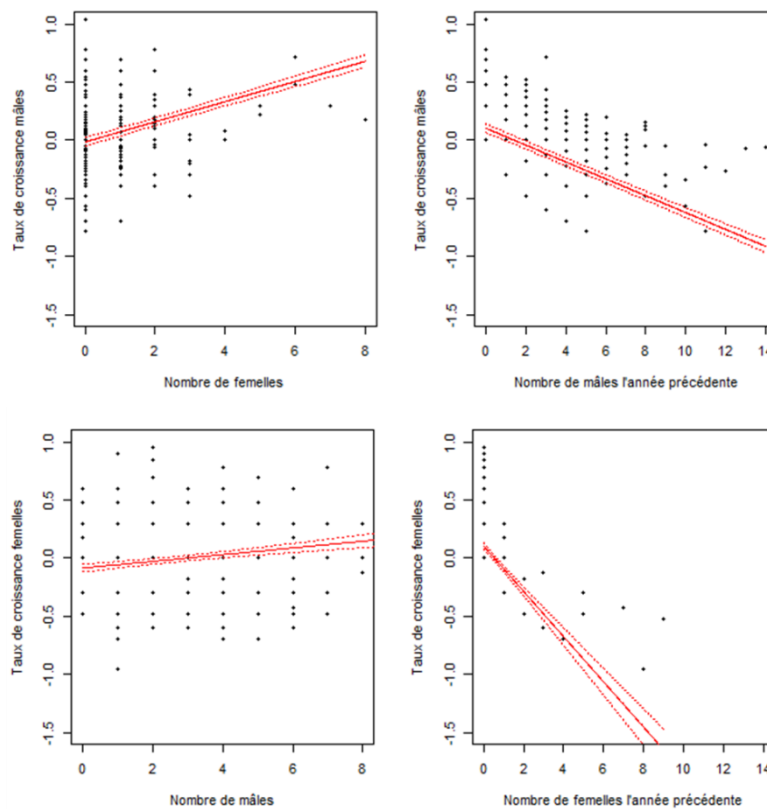 1.0
0.5
0.0
-0.5
-1.0
-1.5
Taux de croissance mâles
0 2 4 6 8
Nombre de femelles
1.0
0.5
0.0
-0.5
-1.0
-1.5
Taux de croissance mâles
0 2 4 6 8 10 12 14
Nombre de mâles l'année précédente
1.0
0.5
0.0
-0.5
-1.0
-1.5
Taux de croissance femelles
0 2 4 6 8
Nombre de mâles
1.0
0.5
0.0
-0.5
-1.0
-1.5
Taux de croissance femelles
0 2 4 6 8 10 12 14
Nombre de femelles l'année précédente